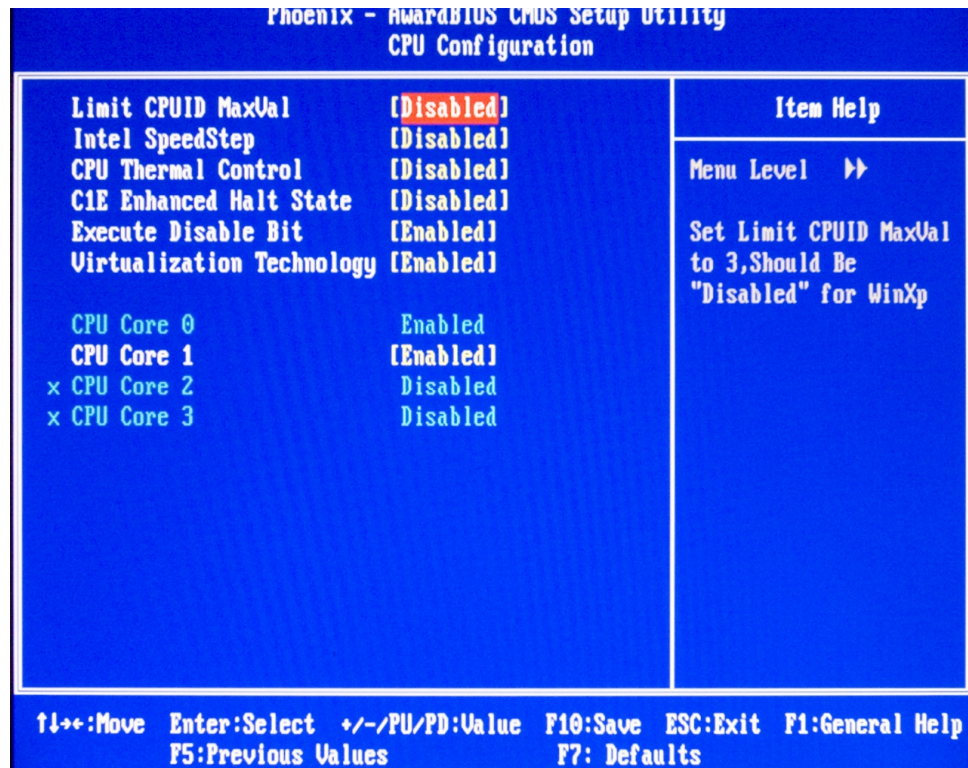 Phoenix - AwardBIOS CMOS Setup Utility
CPU Configuration
Limit CPUID MaxVal [Disabled]
Intel SpeedStep [Disabled]
CPU Thermal Control [Disabled]
C1E Enhanced Halt State [Disabled]
Execute Disable Bit [Enabled]
Virtualization Technology [Enabled]
CPU Core 0 Enabled
CPU Core 1 [Enabled]
x CPU Core 2 Disabled
x CPU Core 3 Disabled
Item Help
Menu Level ▸▸
Set Limit CPUID MaxVal
to 3,Should Be
"Disabled" for WinXp
↑↓→←:Move Enter:Select +/-/PU/PD:Value F10:Save ESC:Exit F1:General Help
F5:Previous Values F7: Defaults